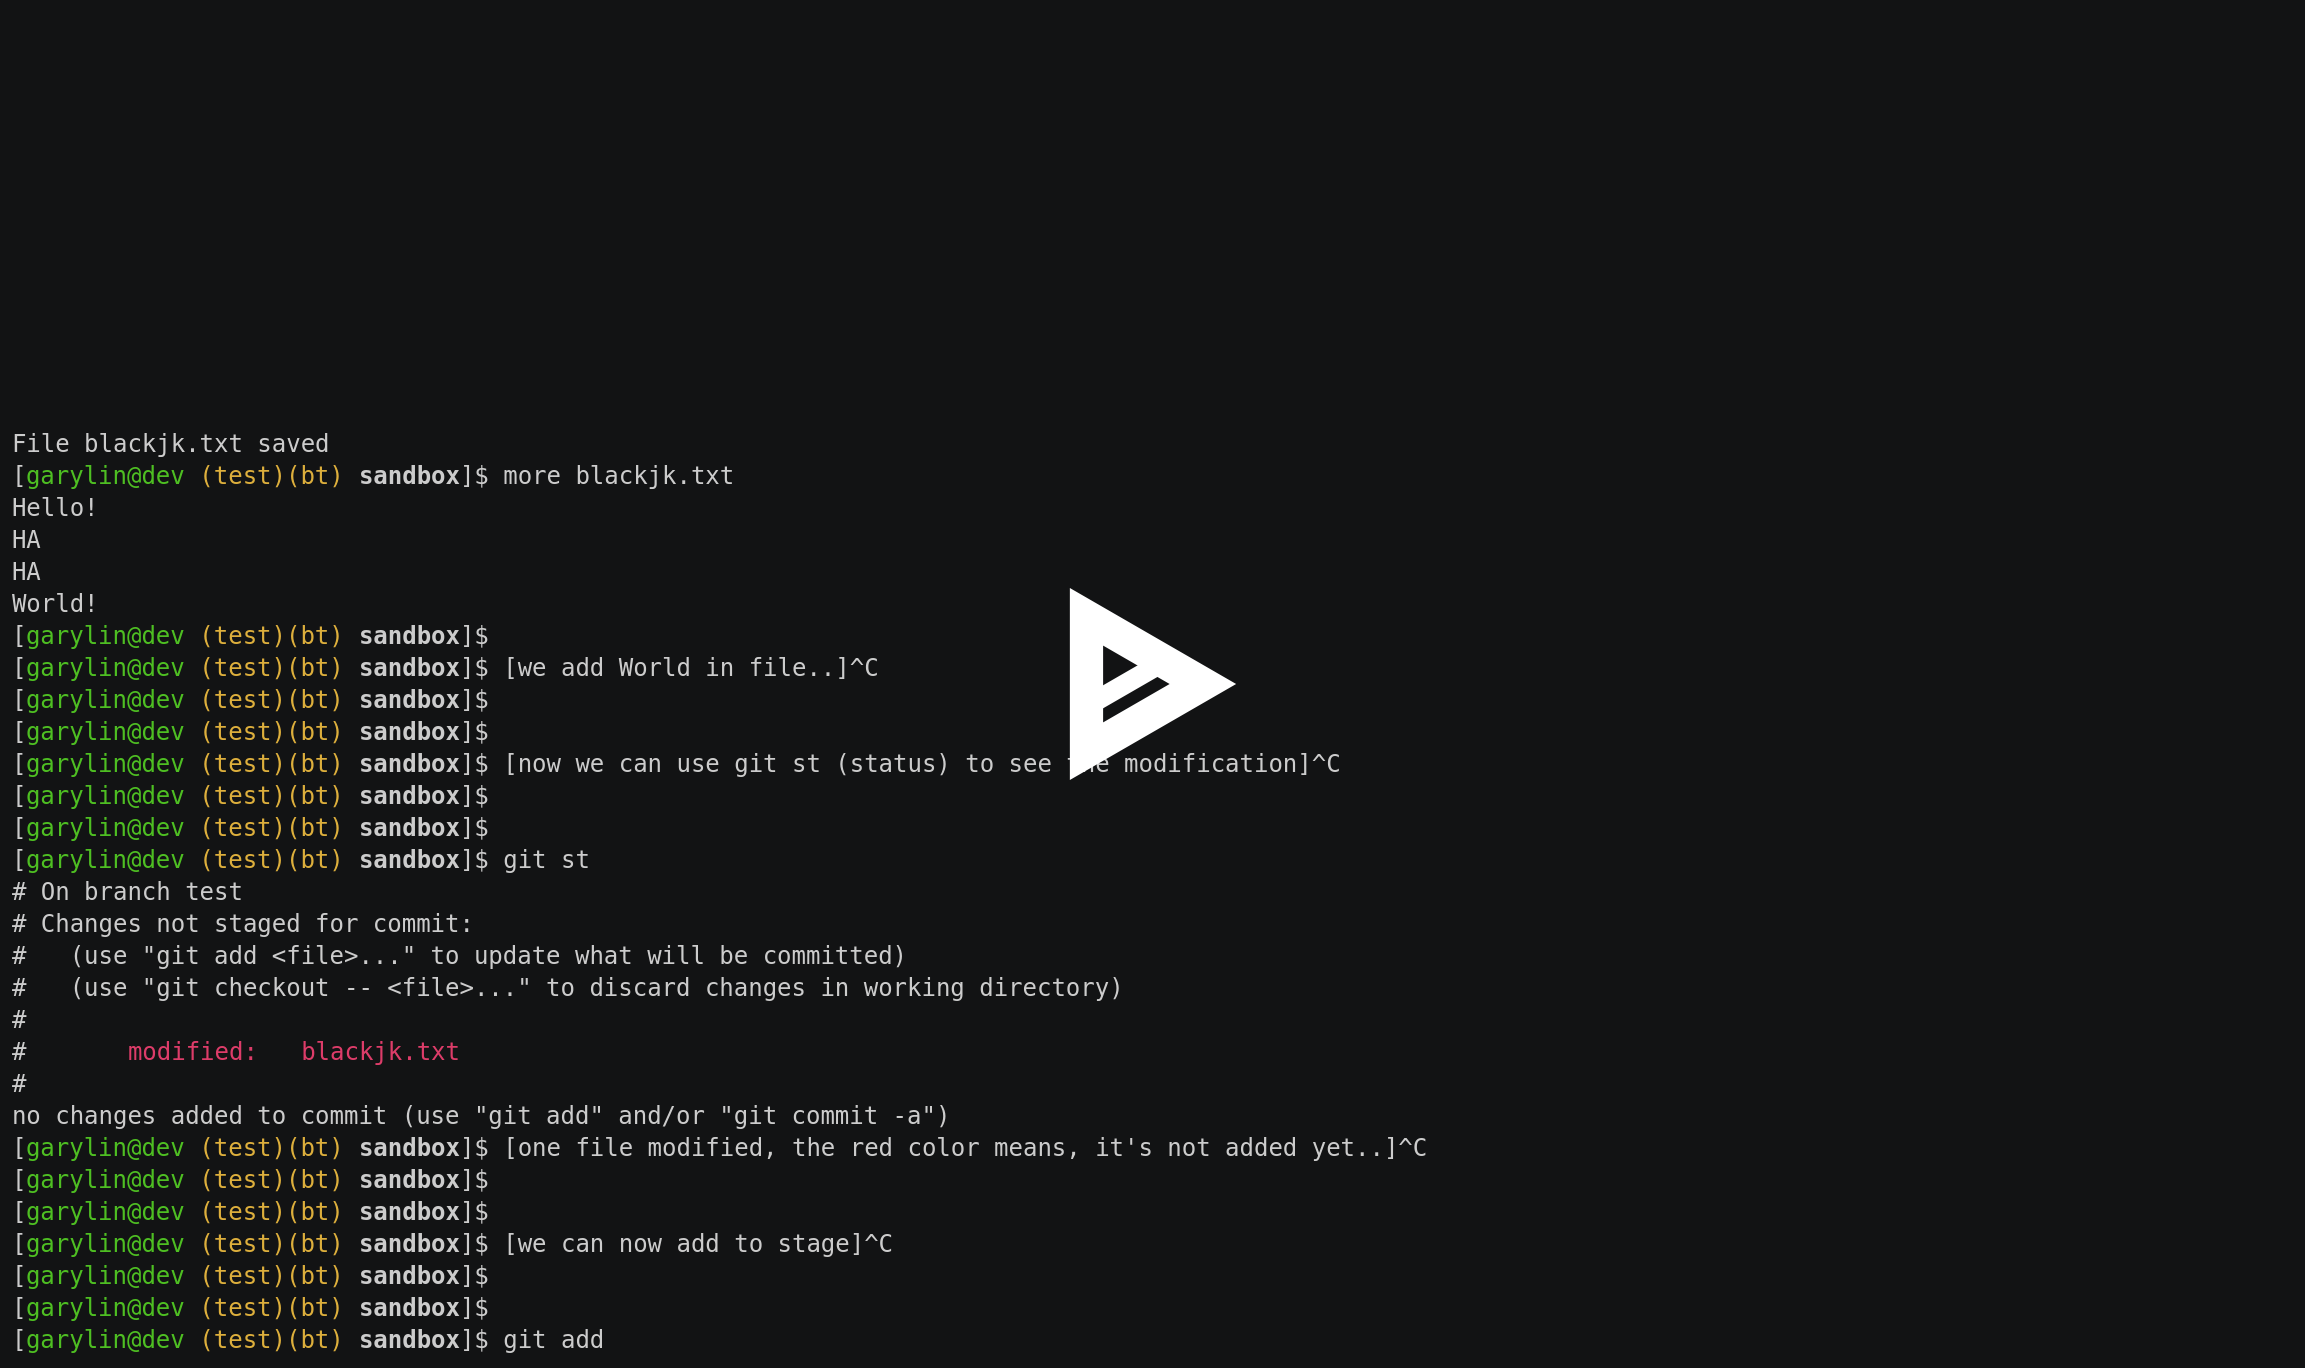 File blackjk.txt saved
[garylin@dev (test)(bt) sandbox]$ more blackjk.txt
Hello!
HA
HA
World!
[garylin@dev (test)(bt) sandbox]$
[garylin@dev (test)(bt) sandbox]$ [we add World in file..]^C
[garylin@dev (test)(bt) sandbox]$
[garylin@dev (test)(bt) sandbox]$
[garylin@dev (test)(bt) sandbox]$ [now we can use git st (status) to see the modification]^C
[garylin@dev (test)(bt) sandbox]$
[garylin@dev (test)(bt) sandbox]$
[garylin@dev (test)(bt) sandbox]$ git st
# On branch test
# Changes not staged for commit:
#   (use "git add <file>..." to update what will be committed)
#   (use "git checkout -- <file>..." to discard changes in working directory)
#
#       modified:   blackjk.txt
#
no changes added to commit (use "git add" and/or "git commit -a")
[garylin@dev (test)(bt) sandbox]$ [one file modified, the red color means, it's not added yet..]^C
[garylin@dev (test)(bt) sandbox]$
[garylin@dev (test)(bt) sandbox]$
[garylin@dev (test)(bt) sandbox]$ [we can now add to stage]^C
[garylin@dev (test)(bt) sandbox]$
[garylin@dev (test)(bt) sandbox]$
[garylin@dev (test)(bt) sandbox]$ git add